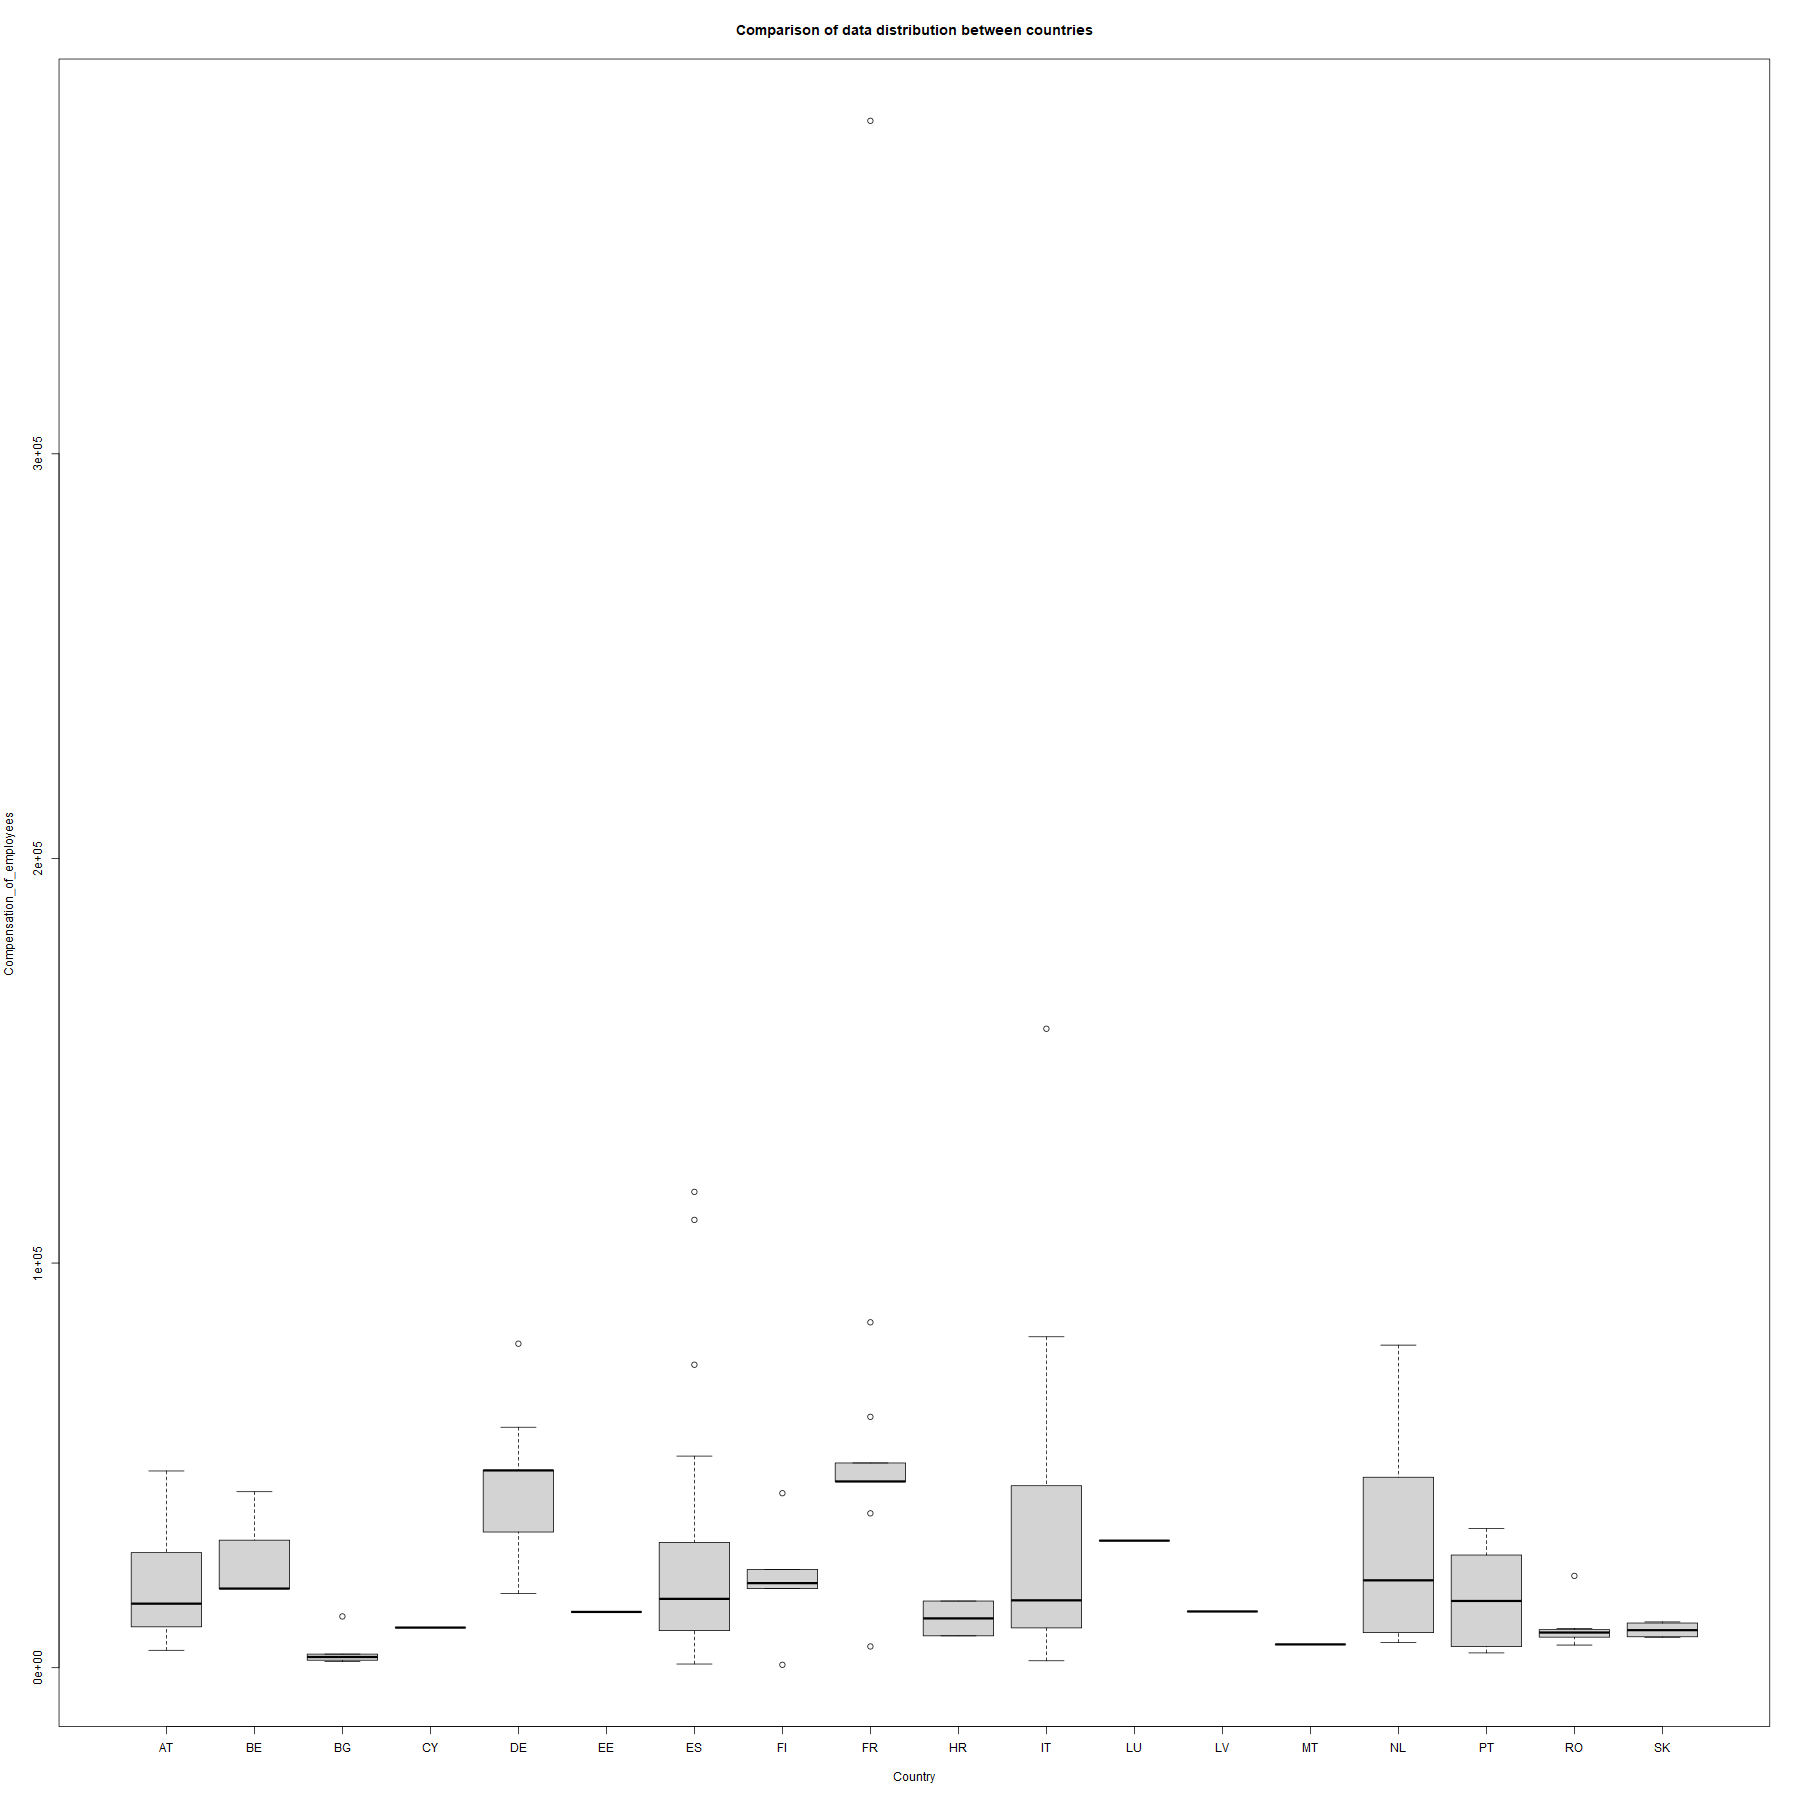 Comparison of data distribution between countries
Compensation_of_employees
3e+05
2e+05
1e+05
0e+00
AT BE BG CY DE EE ES FI FR HR IT LU LV MT NL PT RO SK
Country